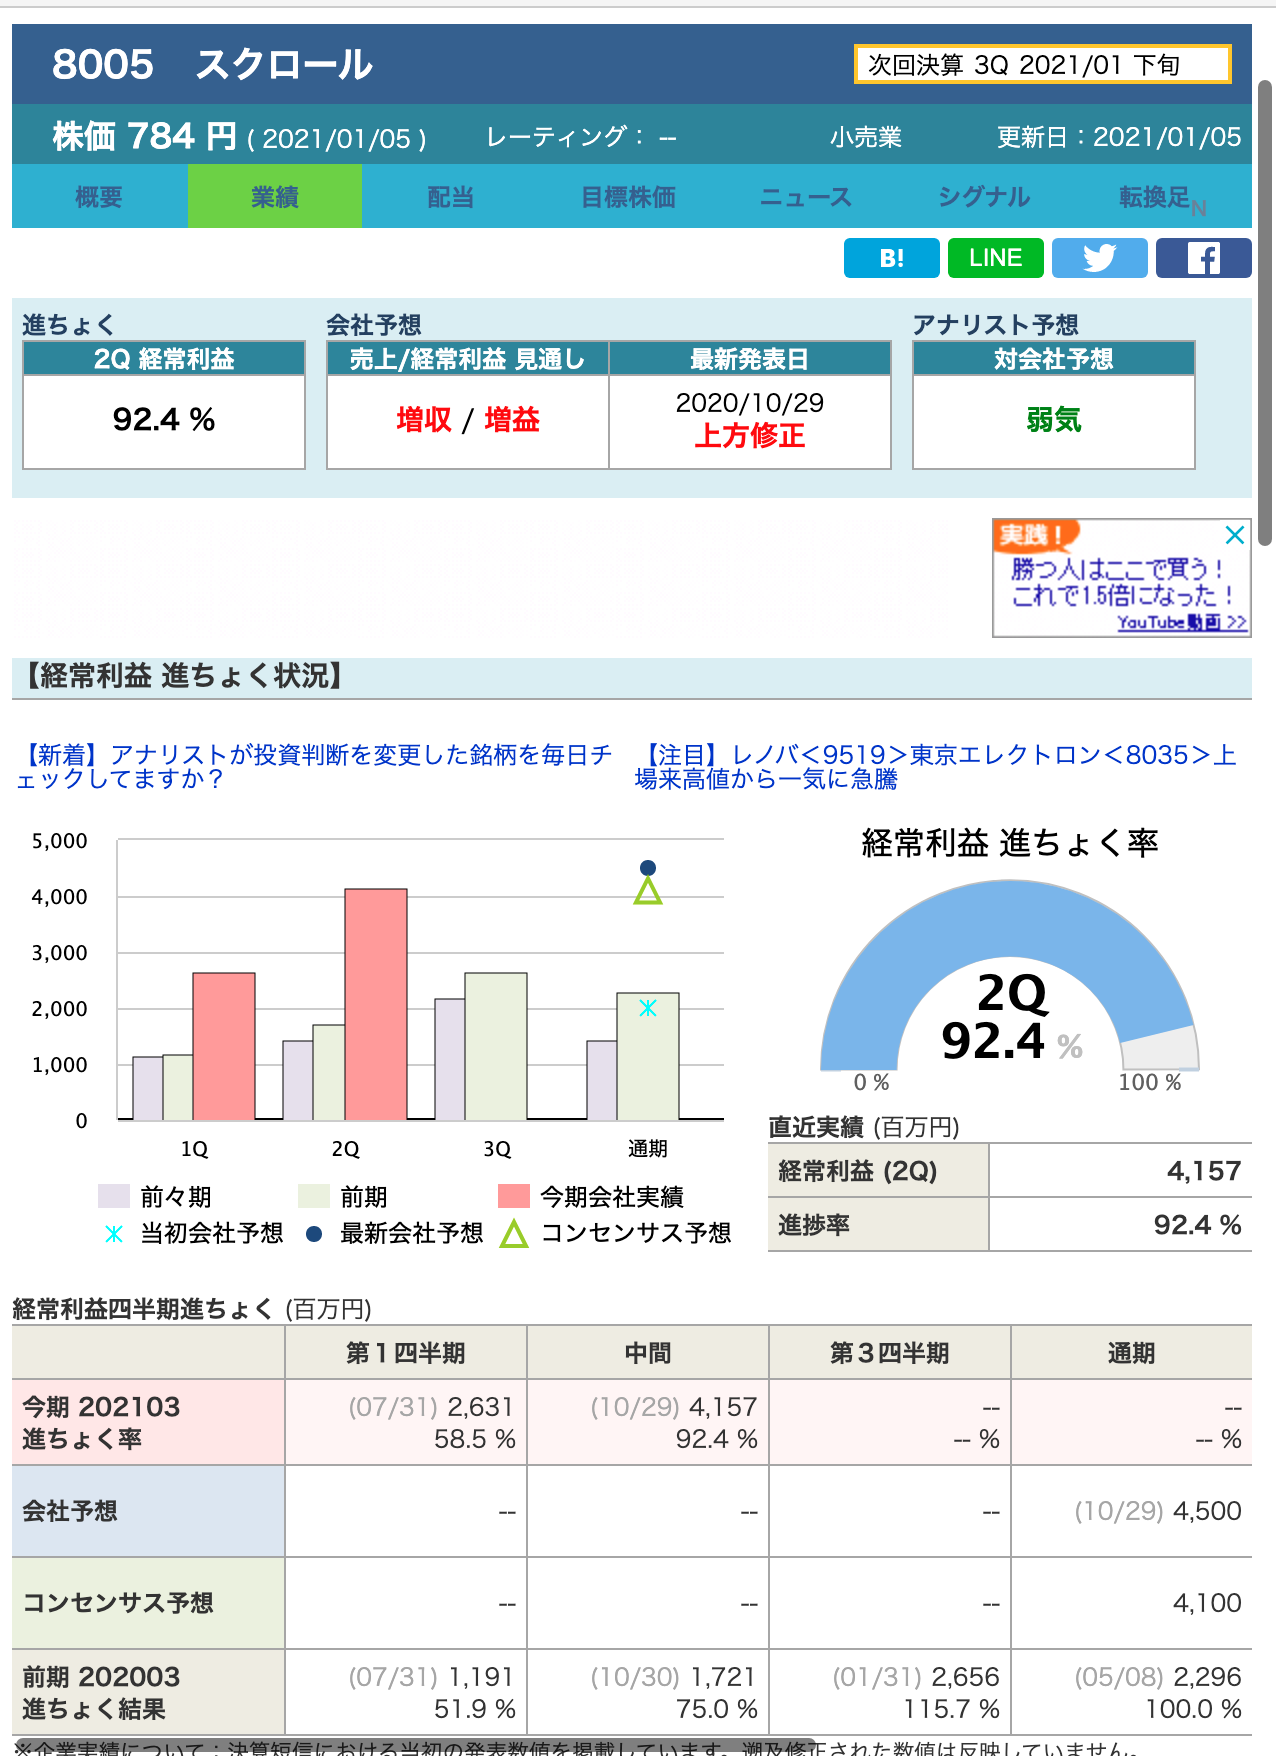 8005 スクロール
次回決算 3Q 2021/01 下旬
株価 784 円 ( 2021/01/05 ) レーティング： -- 小売業 更新日：2021/01/05
概要 業績 配当 目標株価 ニュース シグナル 転換足N
B! LINE
進ちょく 会社予想 アナリスト予想
2Q 経常利益 売上/経常利益 見通し 最新発表日 対会社予想
92.4 % 増収 / 増益 2020/10/29 弱気
上方修正
実践！
勝つ人はここで買う！
これで1.5倍になった！
YouTube動画 >>
【経常利益 進ちょく状況】
【新着】アナリストが投資判断を変更した銘柄を毎日チ
ェックしてますか？
【注目】レノバ＜9519＞東京エレクトロン＜8035＞上
場来高値から一気に急騰
5,000
4,000
3,000
2,000
1,000
0
1Q 2Q 3Q 通期
前々期 前期 今期会社実績
当初会社予想 最新会社予想 コンセンサス予想
経常利益 進ちょく率
2Q
92.4 %
0 % 100 %
直近実績 (百万円)
経常利益 (2Q) 4,157
進捗率 92.4 %
経常利益四半期進ちょく (百万円)
第１四半期 中間 第３四半期 通期
今期 202103 (07/31) 2,631 (10/29) 4,157 -- --
進ちょく率 58.5 % 92.4 % -- % -- %
会社予想 -- -- -- (10/29) 4,500
コンセンサス予想 -- -- -- 4,100
前期 202003 (07/31) 1,191 (10/30) 1,721 (01/31) 2,656 (05/08) 2,296
進ちょく結果 51.9 % 75.0 % 115.7 % 100.0 %
※企業実績について：決算短信における当初の発表数値を掲載しています。遡及修正された数値は反映していません。